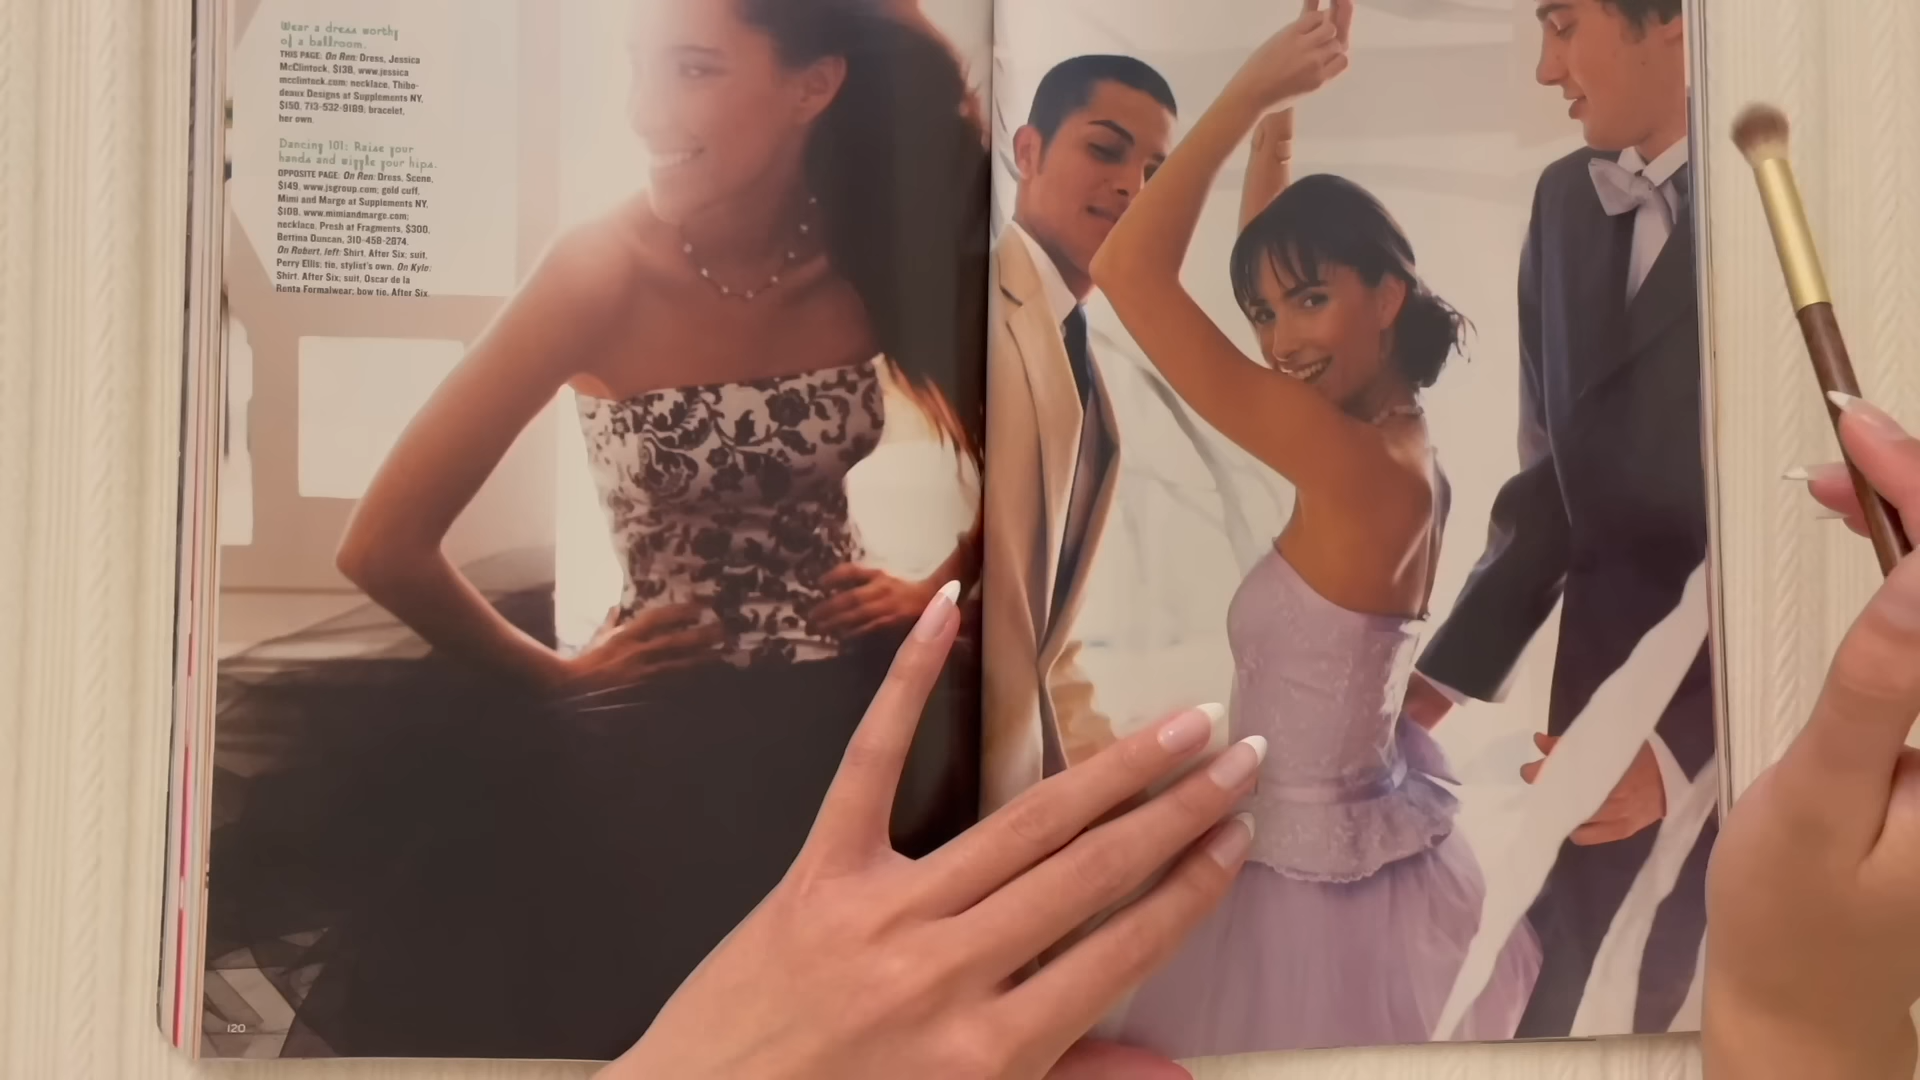 Wear a dress worthy
of a ballroom.
THIS PAGE: On Ren: Dress, Jessica
McClintock, $138, www.jessica
mcclintock.com; necklace, Thibo-
deaux Designs at Supplements NY,
$150, 713-532-9189; bracelet,
her own.
Dancing 101: Raise your
hands and wiggle your hips.
OPPOSITE PAGE: On Ren: Dress, Scene,
$149, www.jsgroup.com; gold cuff,
Mimi and Marge at Supplements NY,
$108, www.mimiandmarge.com;
necklace, Presh at Fragments, $300,
Bettina Duncan, 310-458-2874.
On Robert, left: Shirt, After Six; suit,
Perry Ellis; tie, stylist's own. On Kyle:
Shirt, After Six; suit, Oscar de la
Renta Formalwear; bow tie, After Six.
120